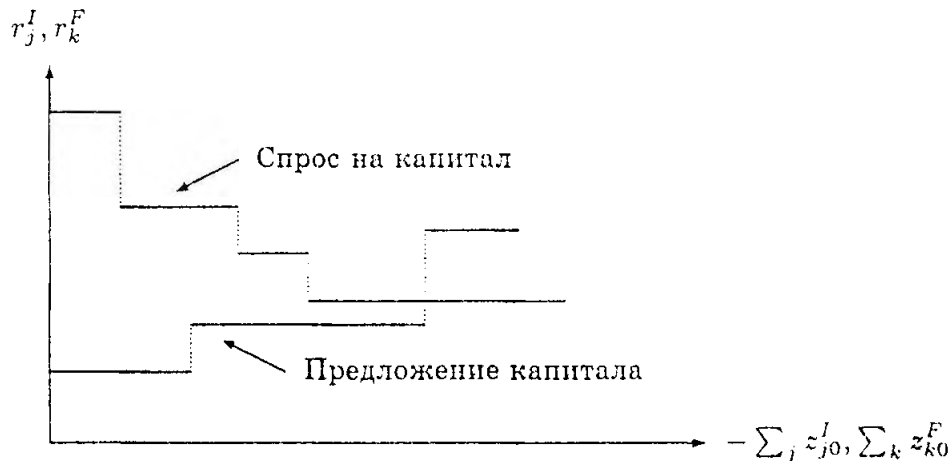 r_j^I, r_k^F
Спрос на капитал
Предложение капитала
− ∑_j z_{j0}^I, ∑_k z_{k0}^F